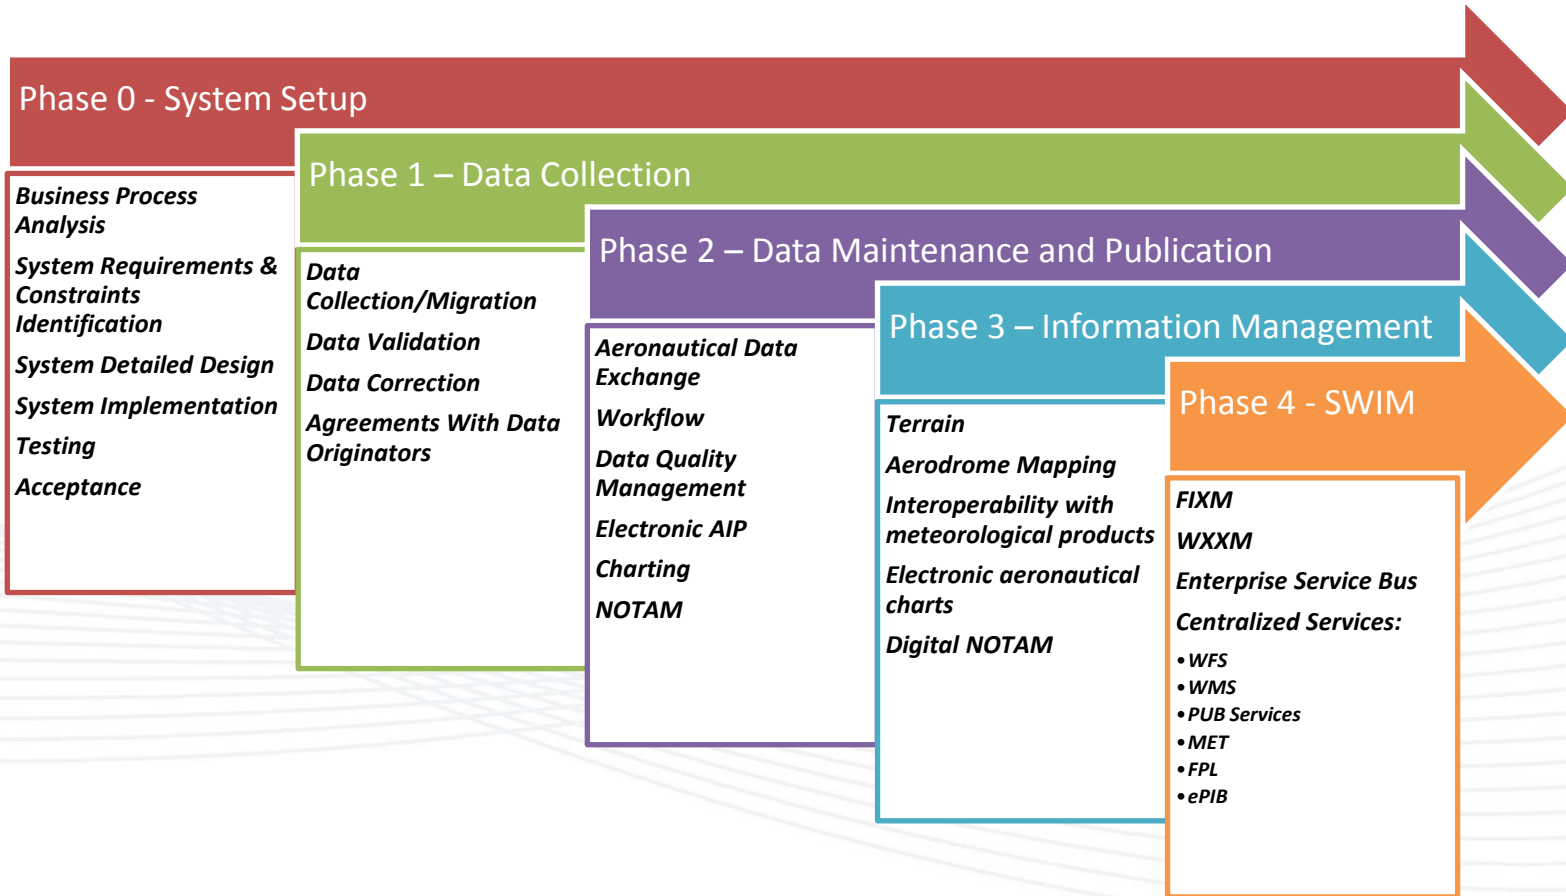 Phase 0 - System Setup
Business Process
Analysis
System Requirements &
Constraints
Identification
System Detailed Design
System Implementation
Testing
Acceptance
Phase 1 – Data Collection
Data
Collection/Migration
Data Validation
Data Correction
Agreements With Data
Originators
Phase 2 – Data Maintenance and Publication
Aeronautical Data
Exchange
Workflow
Data Quality
Management
Electronic AIP
Charting
NOTAM
Phase 3 – Information Management
Terrain
Aerodrome Mapping
Interoperability with
meteorological products
Electronic aeronautical
charts
Digital NOTAM
Phase 4 - SWIM
FIXM
WXXM
Enterprise Service Bus
Centralized Services:
•WFS
•WMS
•PUB Services
•MET
•FPL
•ePIB